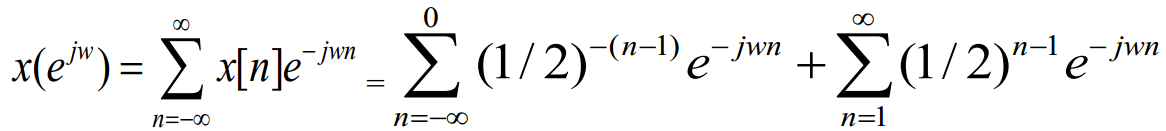 x(e^{jw}) = \sum_{n=-\infty}^{\infty} x[n]e^{-jwn} = \sum_{n=-\infty}^{0} (1/2)^{-(n-1)} e^{-jwn} + \sum_{n=1}^{\infty} (1/2)^{n-1} e^{-jwn}